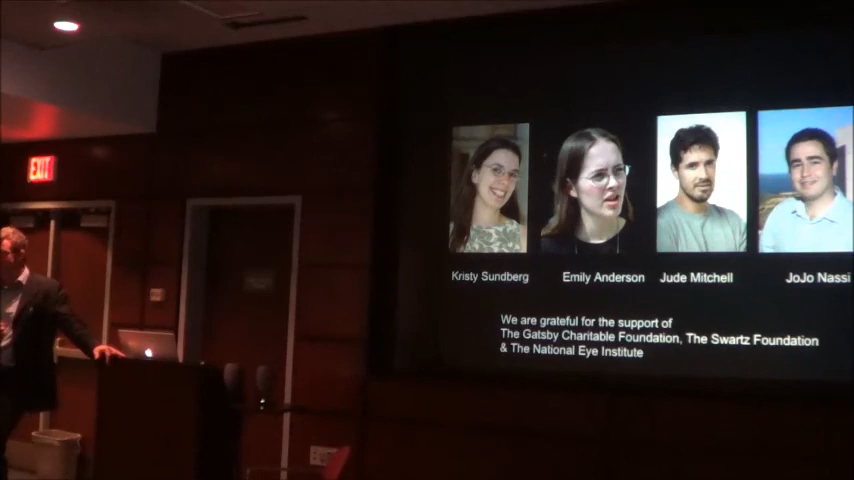 EXIT
Kristy Sundberg
Emily Anderson
Jude Mitchell
JoJo Nassi
We are grateful for the support of
The Gatsby Charitable Foundation, The Swartz Foundation
& The National Eye Institute